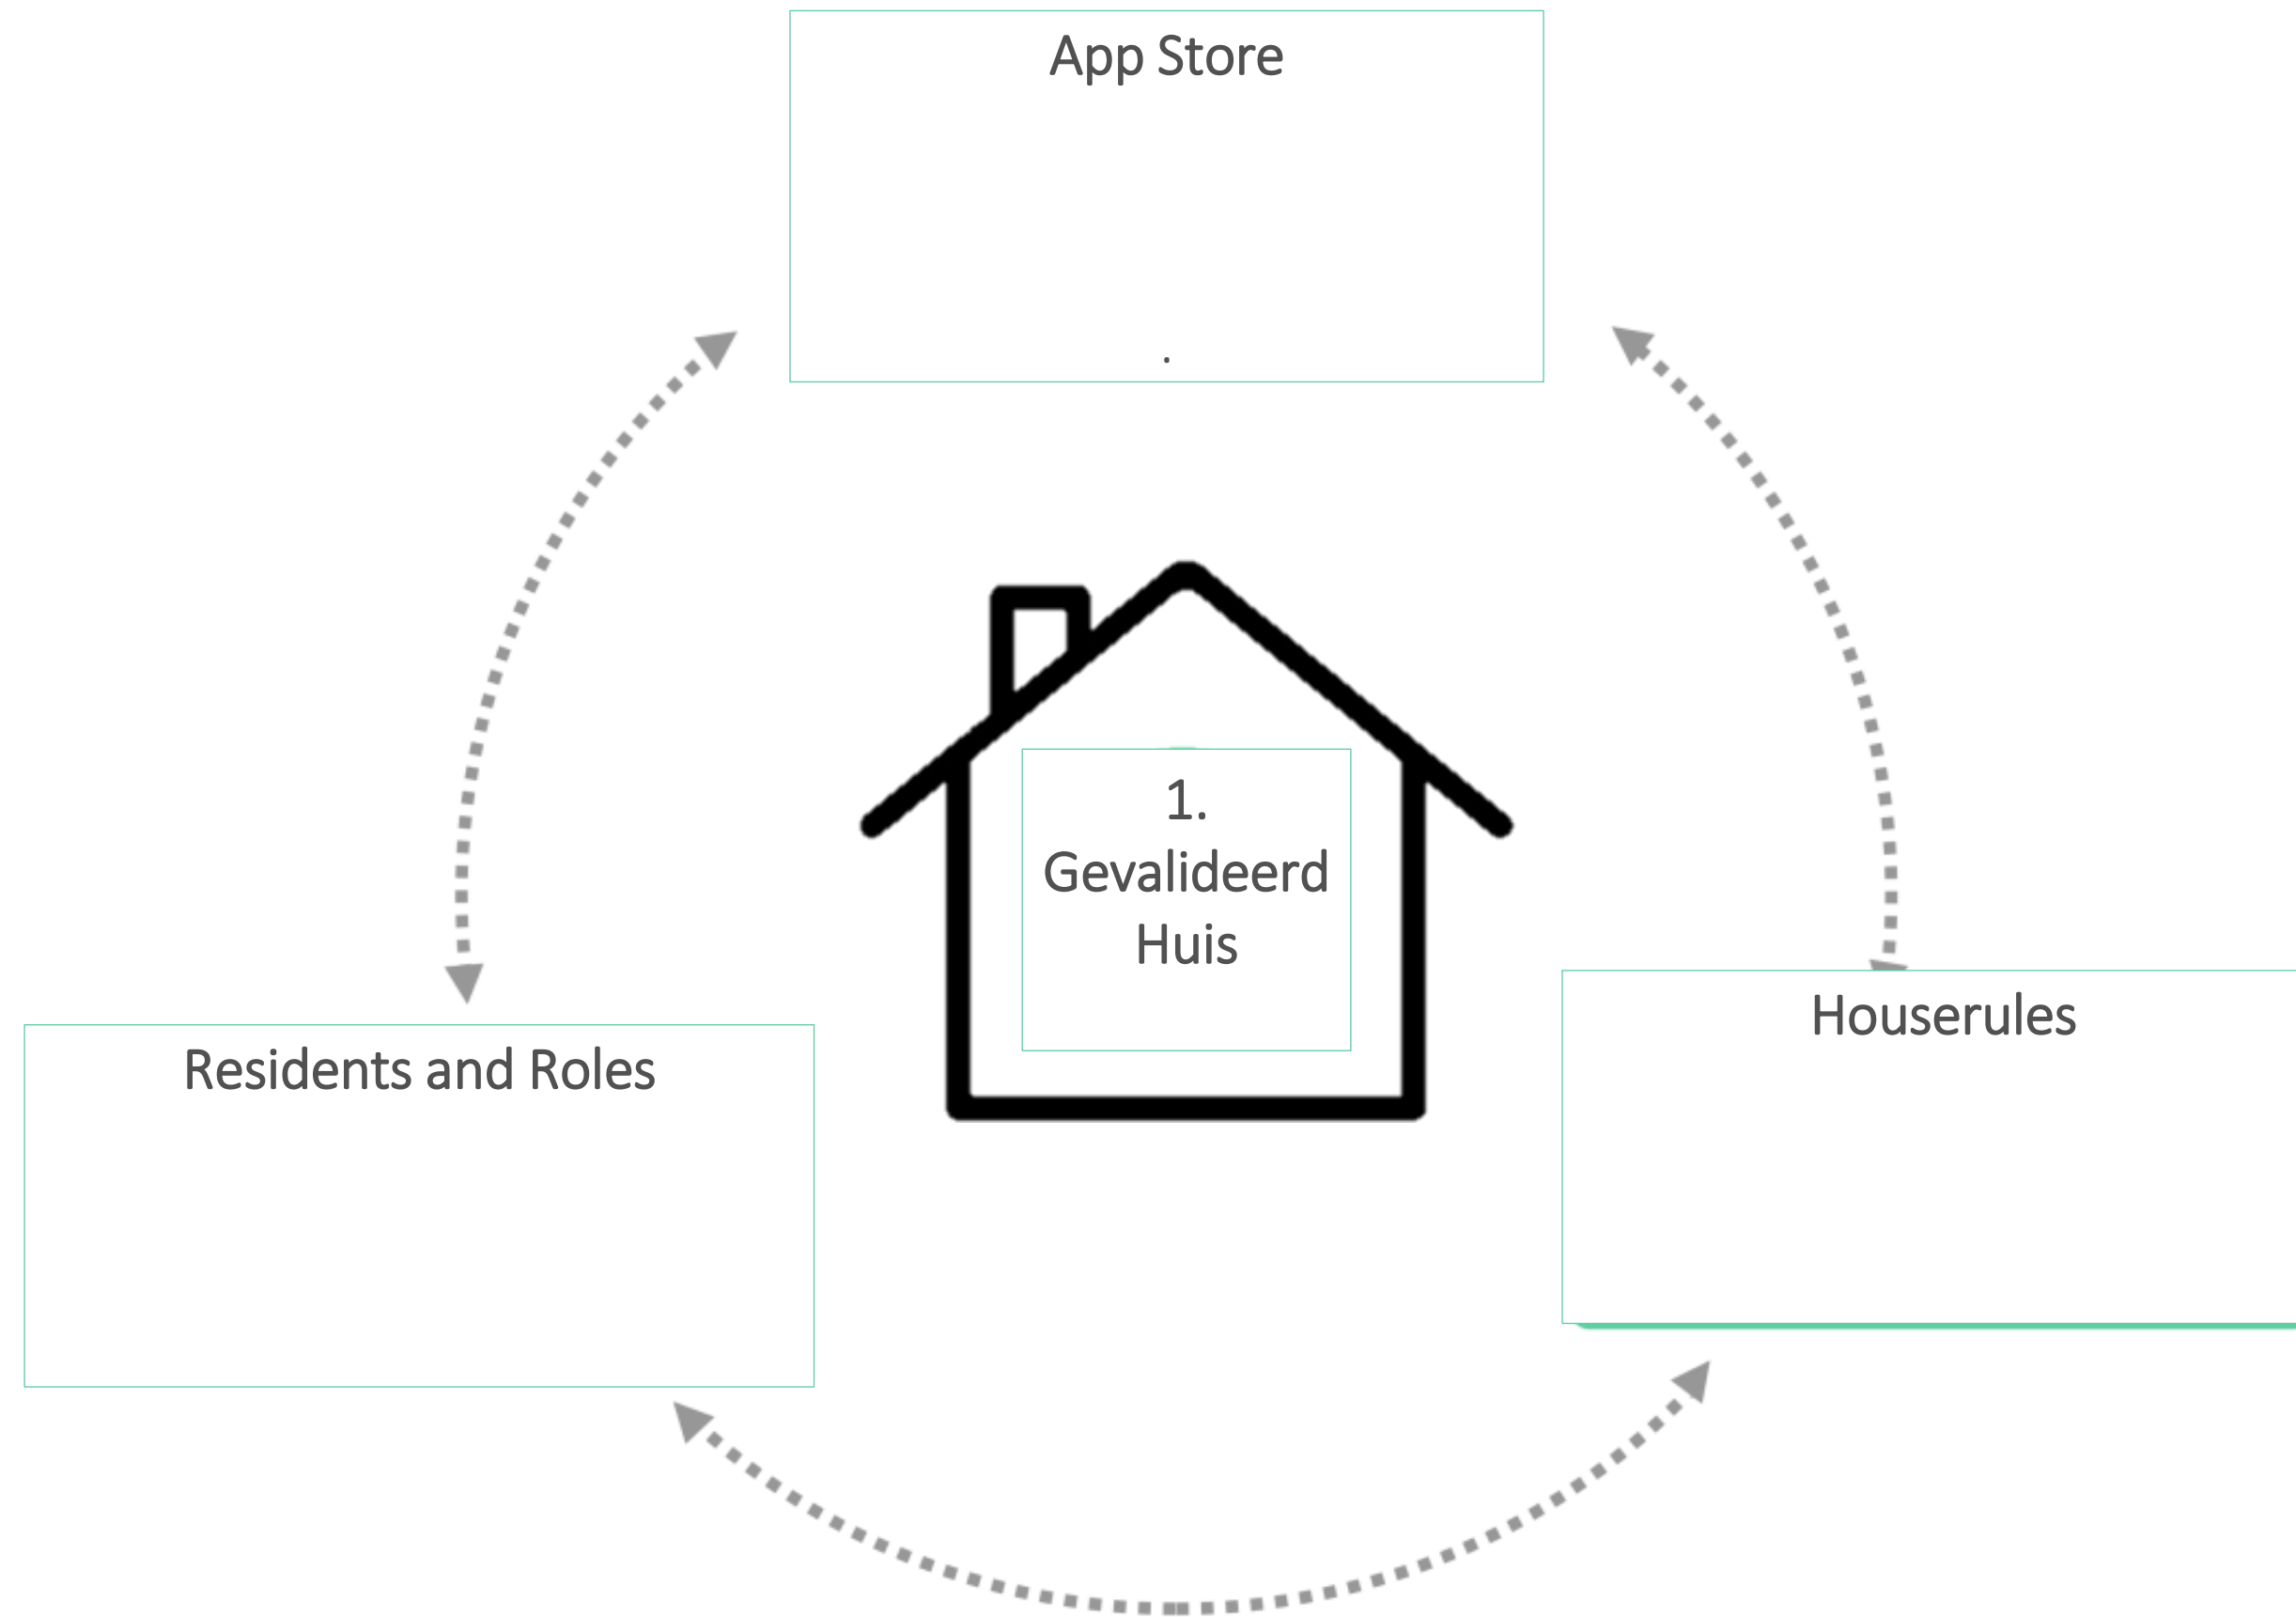 App Store
.
1.
Gevalideerd
Huis
Houserules
Residents and Roles